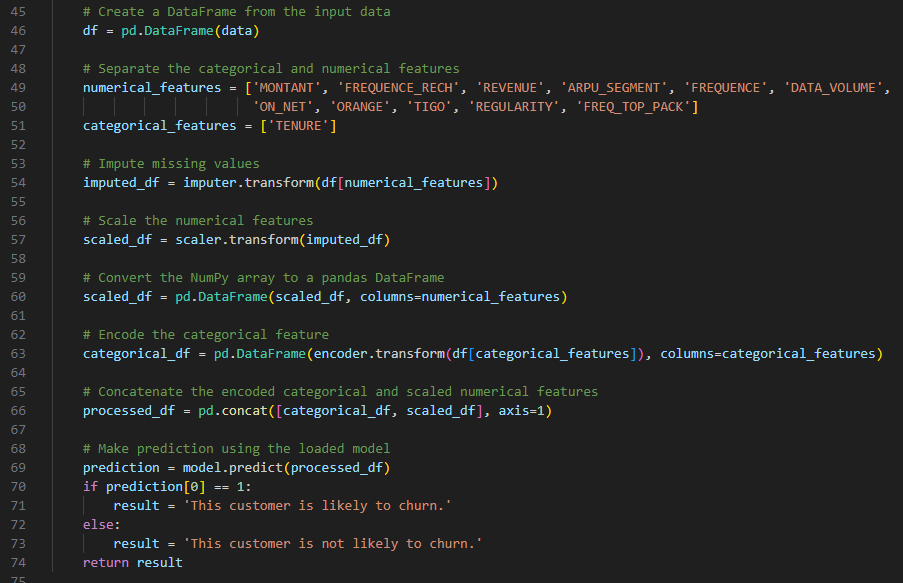 45 # Create a DataFrame from the input data
46 df = pd.DataFrame(data)
47
48 # Separate the categorical and numerical features
49 numerical_features = ['MONTANT', 'FREQUENCE_RECH', 'REVENUE', 'ARPU_SEGMENT', 'FREQUENCE', 'DATA_VOLUME',
50 'ON_NET', 'ORANGE', 'TIGO', 'REGULARITY', 'FREQ_TOP_PACK']
51 categorical_features = ['TENURE']
52
53 # Impute missing values
54 imputed_df = imputer.transform(df[numerical_features])
55
56 # Scale the numerical features
57 scaled_df = scaler.transform(imputed_df)
58
59 # Convert the NumPy array to a pandas DataFrame
60 scaled_df = pd.DataFrame(scaled_df, columns=numerical_features)
61
62 # Encode the categorical feature
63 categorical_df = pd.DataFrame(encoder.transform(df[categorical_features]), columns=categorical_features)
64
65 # Concatenate the encoded categorical and scaled numerical features
66 processed_df = pd.concat([categorical_df, scaled_df], axis=1)
67
68 # Make prediction using the loaded model
69 prediction = model.predict(processed_df)
70 if prediction[0] == 1:
71 result = 'This customer is likely to churn.'
72 else:
73 result = 'This customer is not likely to churn.'
74 return result
75